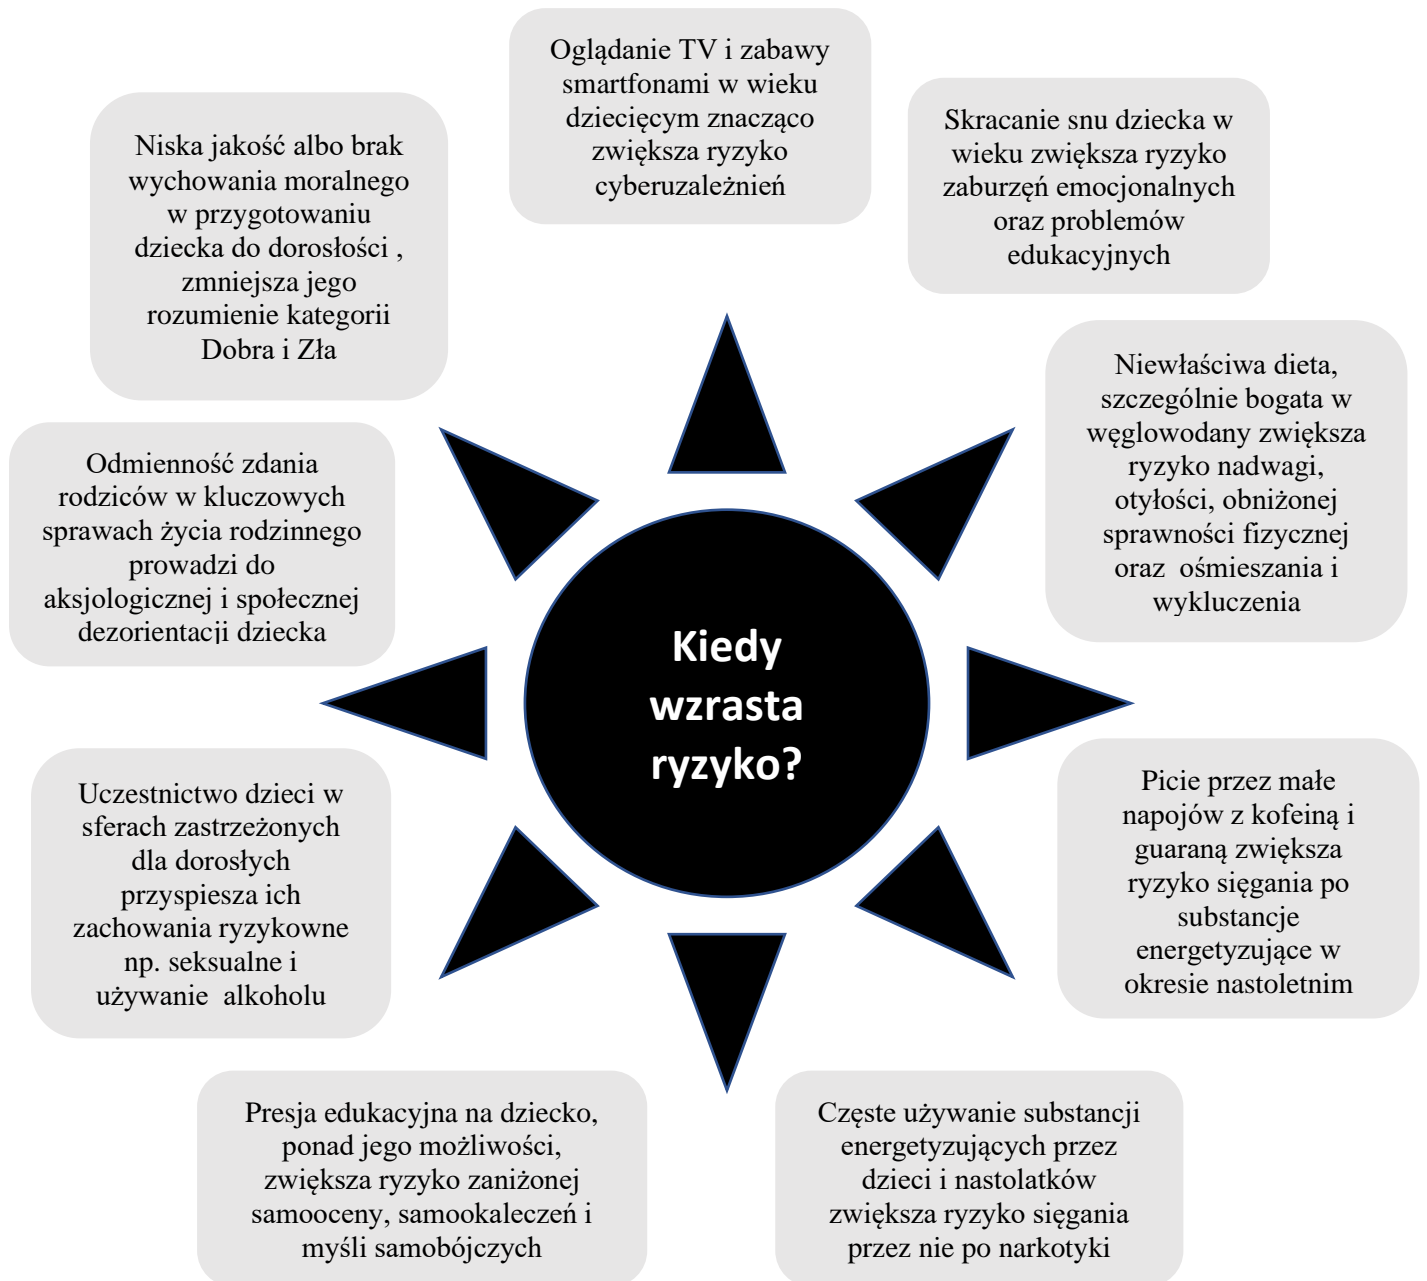 Oglądanie TV i zabawy
smartfonami w wieku
dziecięcym znacząco
zwiększa ryzyko
cyberuzależnień
Skracanie snu dziecka w
wieku zwiększa ryzyko
zaburzęń emocjonalnych
oraz problemów
edukacyjnych
Niewłaściwa dieta,
szczególnie bogata w
węglowodany zwiększa
ryzyko nadwagi,
otyłości, obniżonej
sprawności fizycznej
oraz ośmieszania i
wykluczenia
Picie przez małe
napojów z kofeiną i
guaraną zwiększa
ryzyko sięgania po
substancje
energetyzujące w
okresie nastoletnim
Częste używanie substancji
energetyzujących przez
dzieci i nastolatków
zwiększa ryzyko sięgania
przez nie po narkotyki
Presja edukacyjna na dziecko,
ponad jego możliwości,
zwiększa ryzyko zaniżonej
samooceny, samookaleczeń i
myśli samobójczych
Uczestnictwo dzieci w
sferach zastrzeżonych
dla dorosłych
przyspiesza ich
zachowania ryzykowne
np. seksualne i
używanie alkoholu
Odmienność zdania
rodziców w kluczowych
sprawach życia rodzinnego
prowadzi do
aksjologicznej i społecznej
dezorientacji dziecka
Niska jakość albo brak
wychowania moralnego
w przygotowaniu
dziecka do dorosłości ,
zmniejsza jego
rozumienie kategorii
Dobra i Zła
Kiedy
wzrasta
ryzyko?